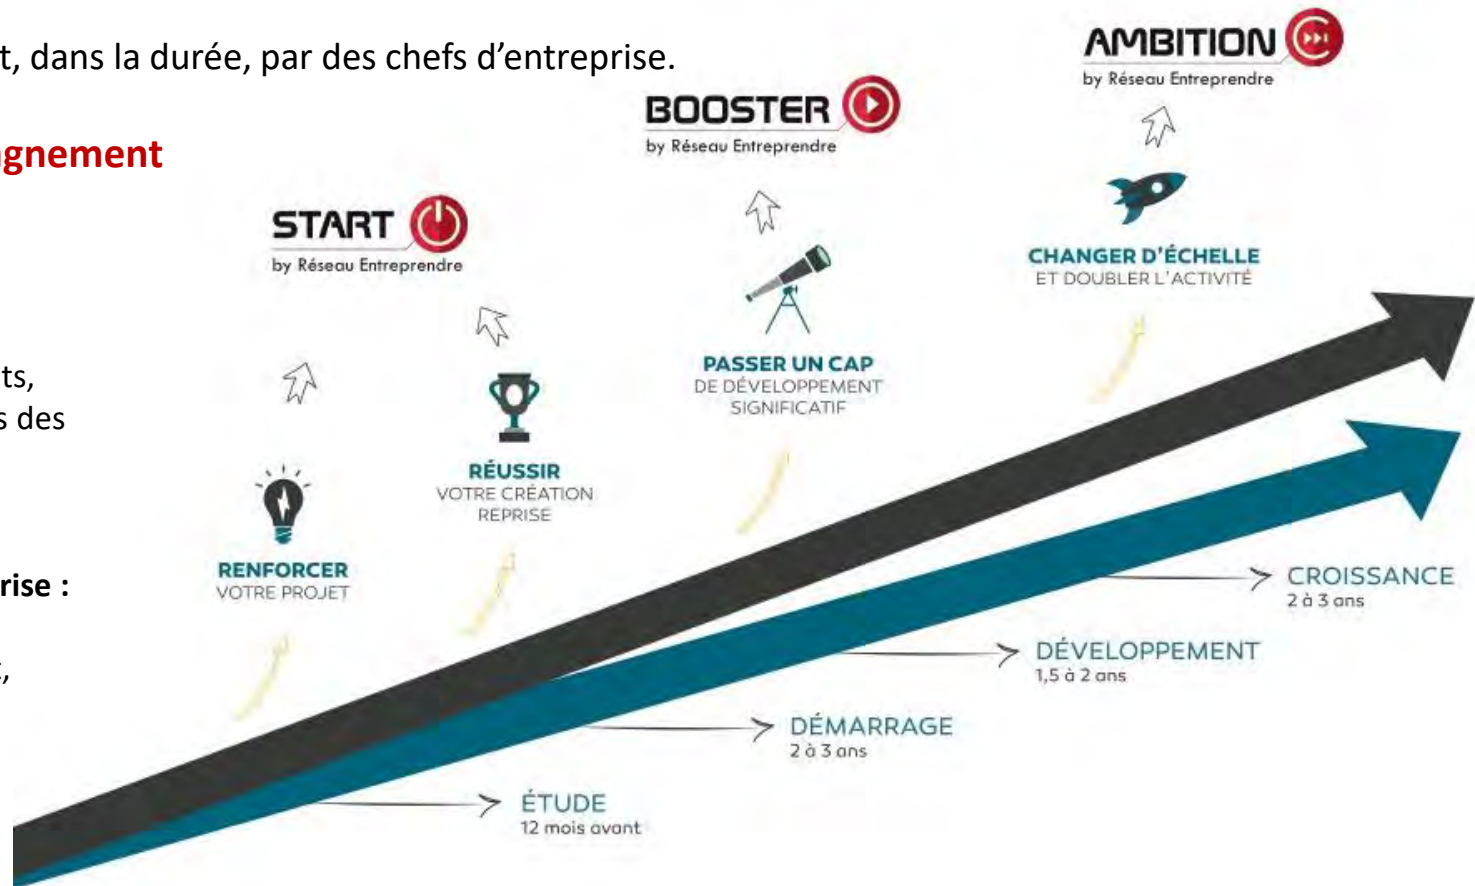 t, dans la durée, par des chefs d'entreprise.
agnement
START
by Réseau Entreprendre
BOOSTER
by Réseau Entreprendre
AMBITION
by Réseau Entreprendre
ts,
s des
rise :
t,
RENFORCER
VOTRE PROJET
RÉUSSIR
VOTRE CRÉATION
REPRISE
PASSER UN CAP
DE DÉVELOPPEMENT
SIGNIFICATIF
CHANGER D'ÉCHELLE
ET DOUBLER L'ACTIVITÉ
ÉTUDE
12 mois avant
DÉMARRAGE
2 à 3 ans
DÉVELOPPEMENT
1,5 à 2 ans
CROISSANCE
2 à 3 ans